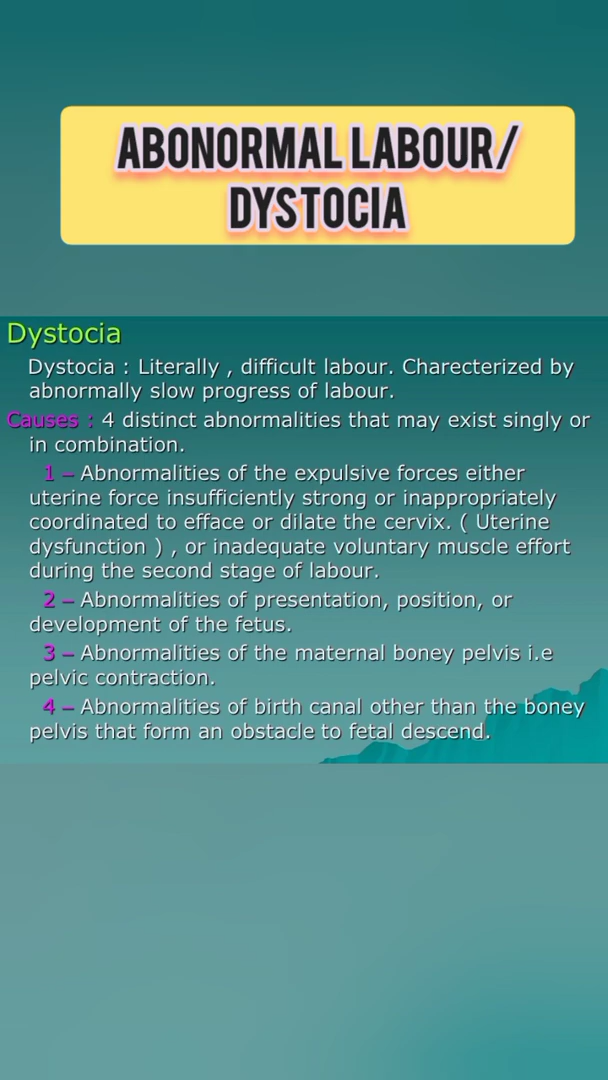 ABONORMAL LABOUR/
DYSTOCIA
Dystocia
Dystocia : Literally , difficult labour. Charecterized by
abnormally slow progress of labour.
Causes : 4 distinct abnormalities that may exist singly or
in combination.
1 – Abnormalities of the expulsive forces either
uterine force insufficiently strong or inappropriately
coordinated to efface or dilate the cervix. ( Uterine
dysfunction ) , or inadequate voluntary muscle effort
during the second stage of labour.
2 – Abnormalities of presentation, position, or
development of the fetus.
3 – Abnormalities of the maternal boney pelvis i.e
pelvic contraction.
4 – Abnormalities of birth canal other than the boney
pelvis that form an obstacle to fetal descend.